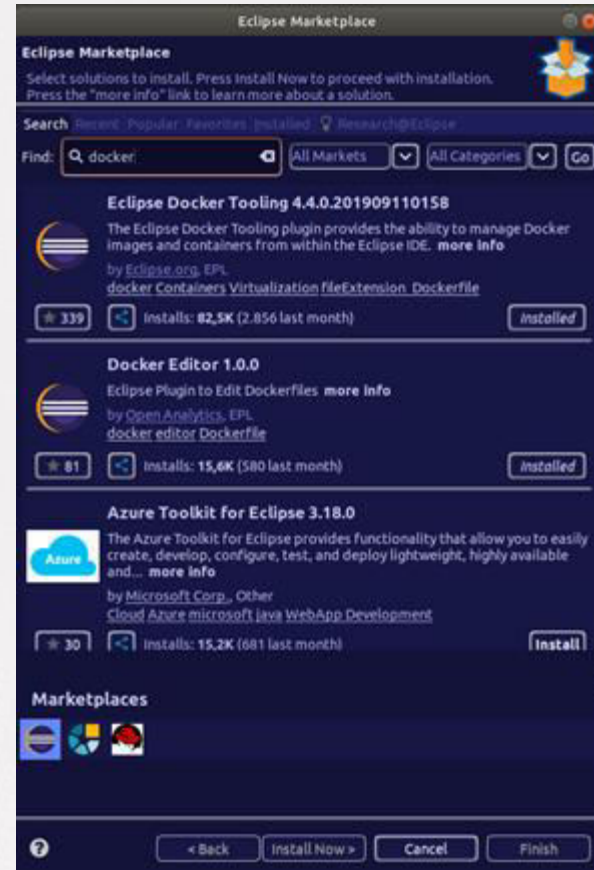 Eclipse Marketplace
Eclipse Marketplace
Select solutions to install. Press Install Now to proceed with installation.
Press the "more info" link to learn more about a solution.
Search Recent Popular Favorites Installed Research@Eclipse
Find: docker All Markets All Categories Go
Eclipse Docker Tooling 4.4.0.201909110158
The Eclipse Docker Tooling plugin provides the ability to manage Docker
images and containers from within the Eclipse IDE. more info
by Eclipse.org, EPL
docker Containers Virtualization fileExtension_Dockerfile
339 Installs: 82,5K (2.856 last month) Installed
Docker Editor 1.0.0
Eclipse Plugin to Edit Dockerfiles more info
by Open Analytics, EPL
docker editor Dockerfile
81 Installs: 15,6K (580 last month) Installed
Azure Toolkit for Eclipse 3.18.0
Azure
The Azure Toolkit for Eclipse provides functionality that allow you to easily
create, develop, configure, test, and deploy lightweight, highly available
and... more info
by Microsoft Corp., Other
Cloud Azure microsoft java WebApp Development
30 Installs: 15,2K (681 last month) Install
Marketplaces
? < Back Install Now > Cancel Finish